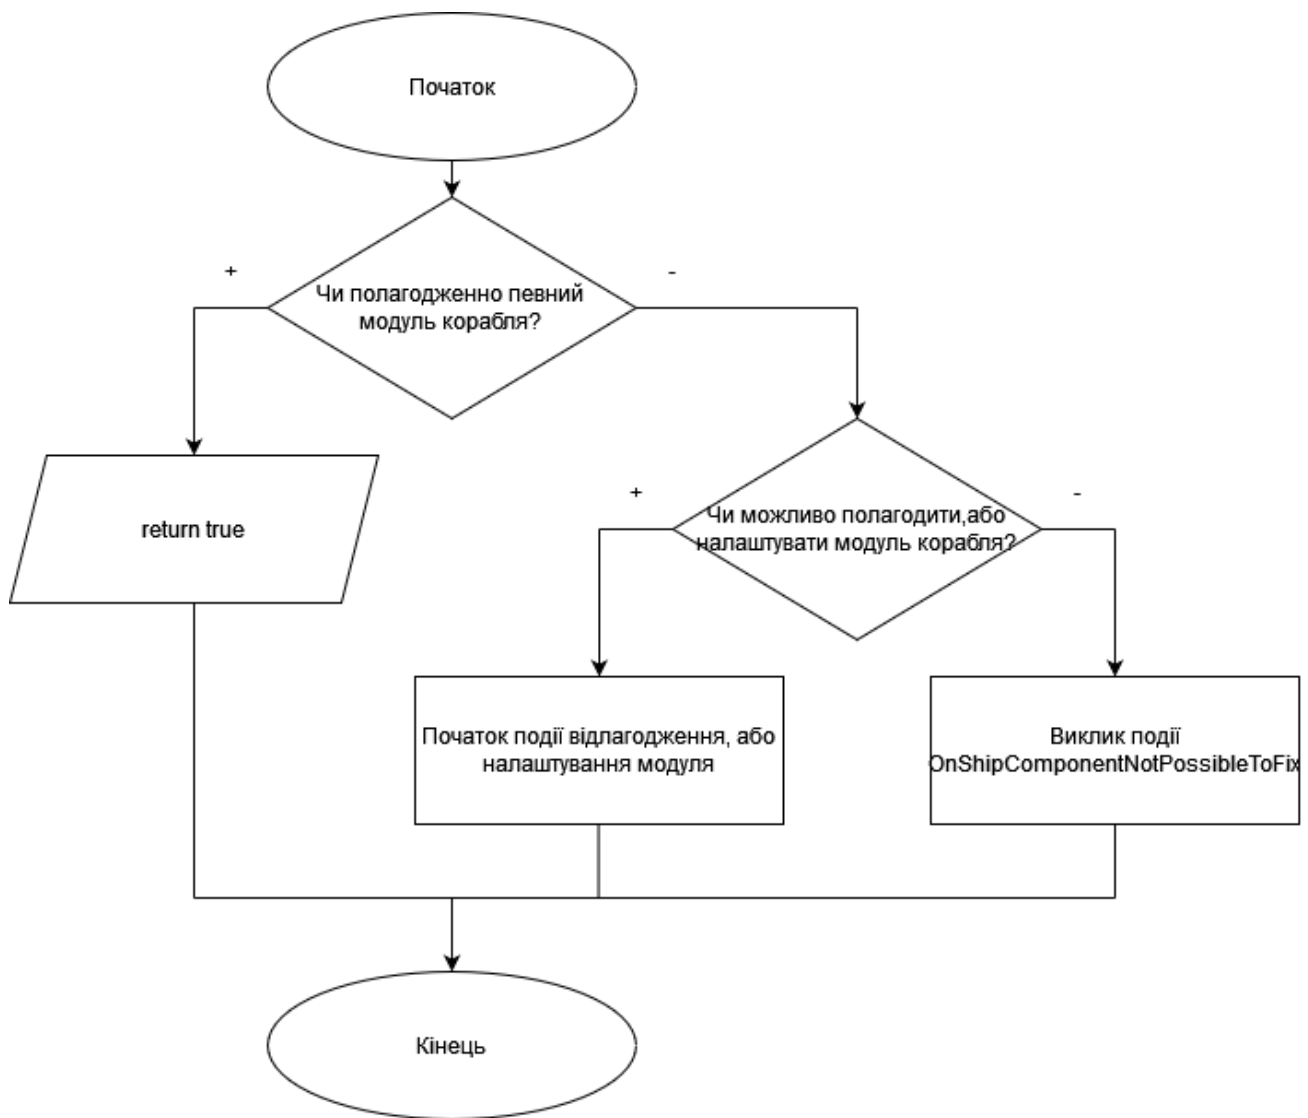 Початок
+
-
Чи полагодженно певний
модуль корабля?
return true
+
-
Чи можливо полагодити,або
налаштувати модуль корабля?
Початок події відлагодження, або
налаштування модуля
Виклик події
OnShipComponentNotPossibleToFix
Кінець